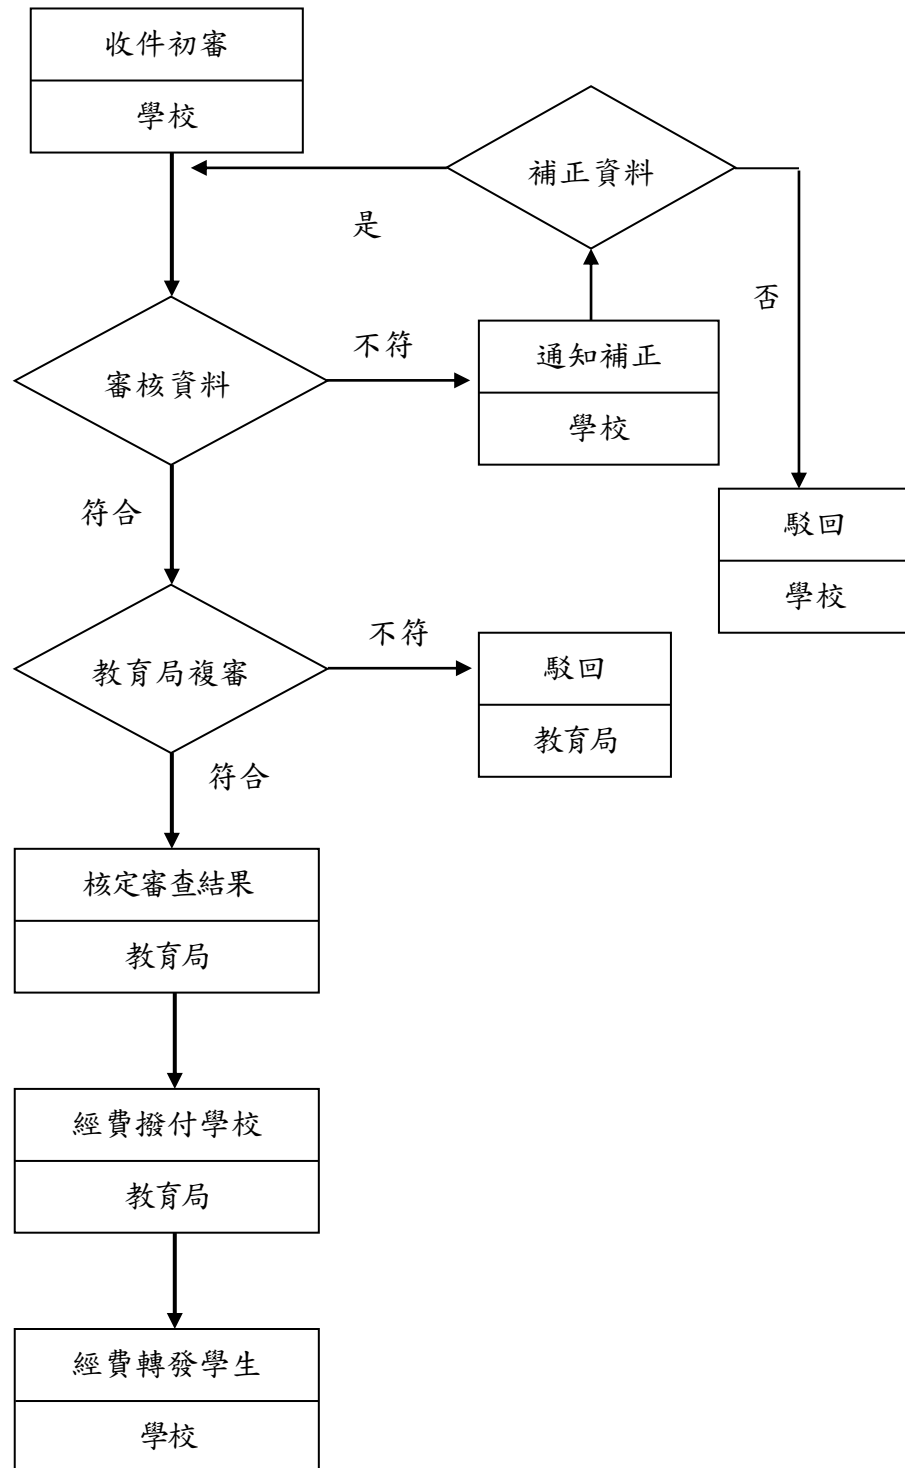 收件初審
學校
補正資料
是
否
不符
通知補正
學校
審核資料
符合
駁回
學校
不符
駁回
教育局
教育局複審
符合
核定審查結果
教育局
經費撥付學校
教育局
經費轉發學生
學校